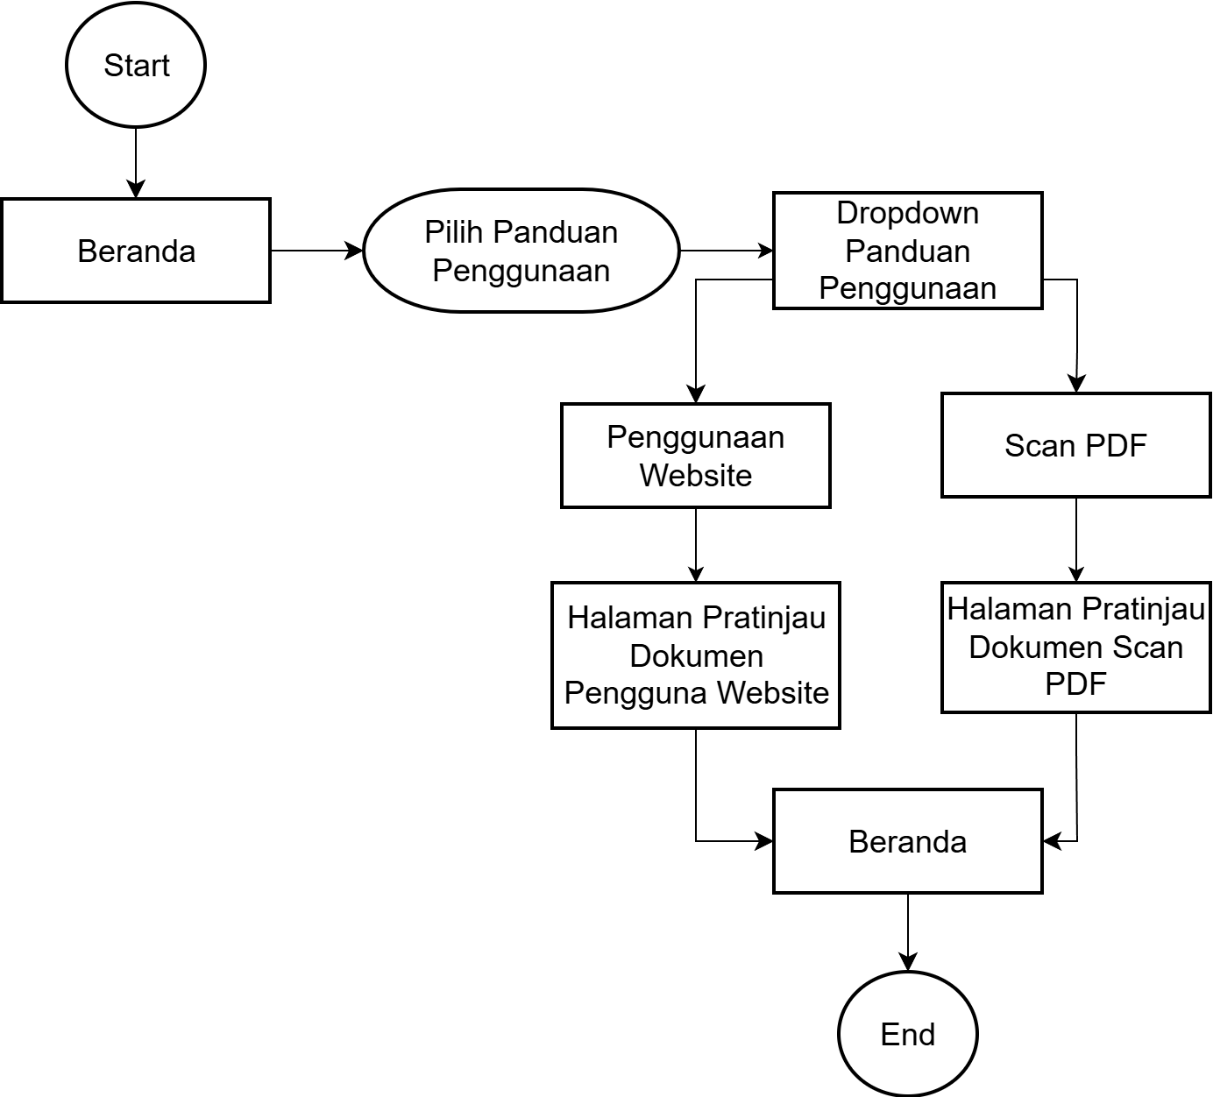 Start
Beranda
Pilih Panduan
Penggunaan
Dropdown
Panduan
Penggunaan
Penggunaan
Website
Scan PDF
Halaman Pratinjau
Dokumen
Pengguna Website
Halaman Pratinjau
Dokumen Scan
PDF
Beranda
End